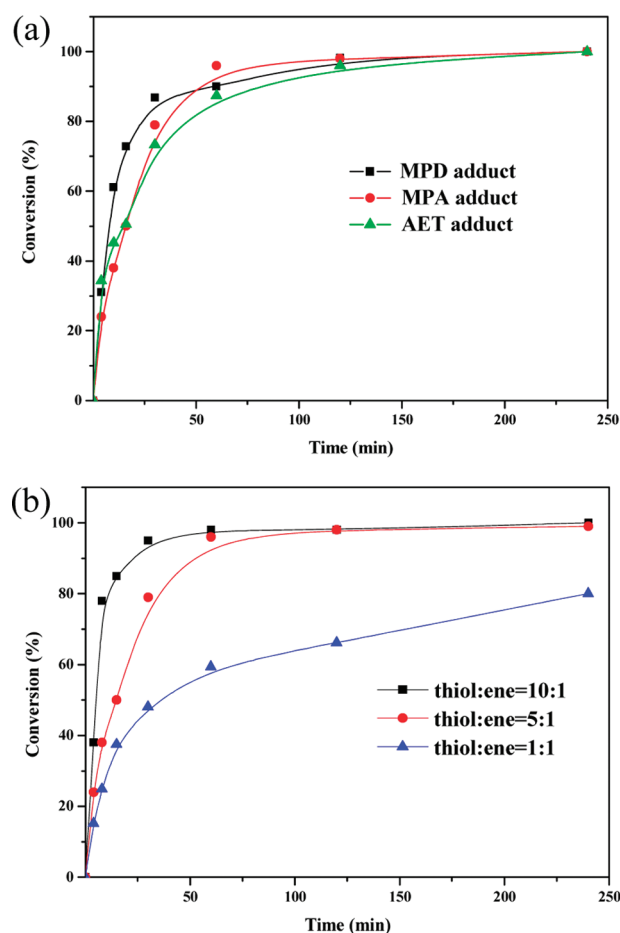 (a)
100
80
60
40
20
0
Conversion (%)
MPD adduct
MPA adduct
AET adduct
50
100
150
200
250
Time (min)
(b)
100
80
60
40
20
0
Conversion (%)
thiol:ene=10:1
thiol:ene=5:1
thiol:ene=1:1
50
100
150
200
250
Time (min)